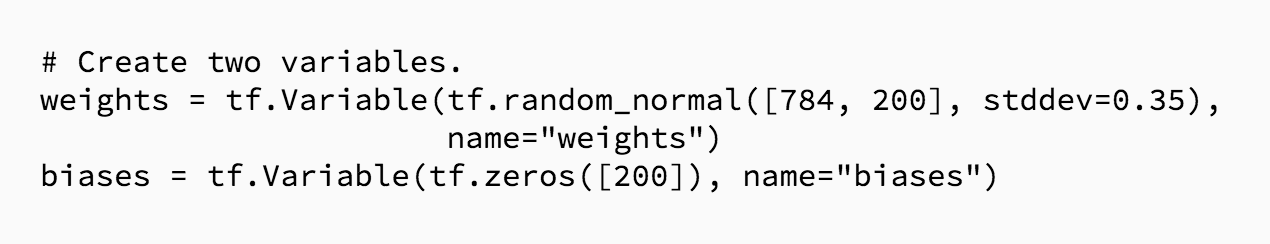 # Create two variables.
weights = tf.Variable(tf.random_normal([784, 200], stddev=0.35),
                      name="weights")
biases = tf.Variable(tf.zeros([200]), name="biases")